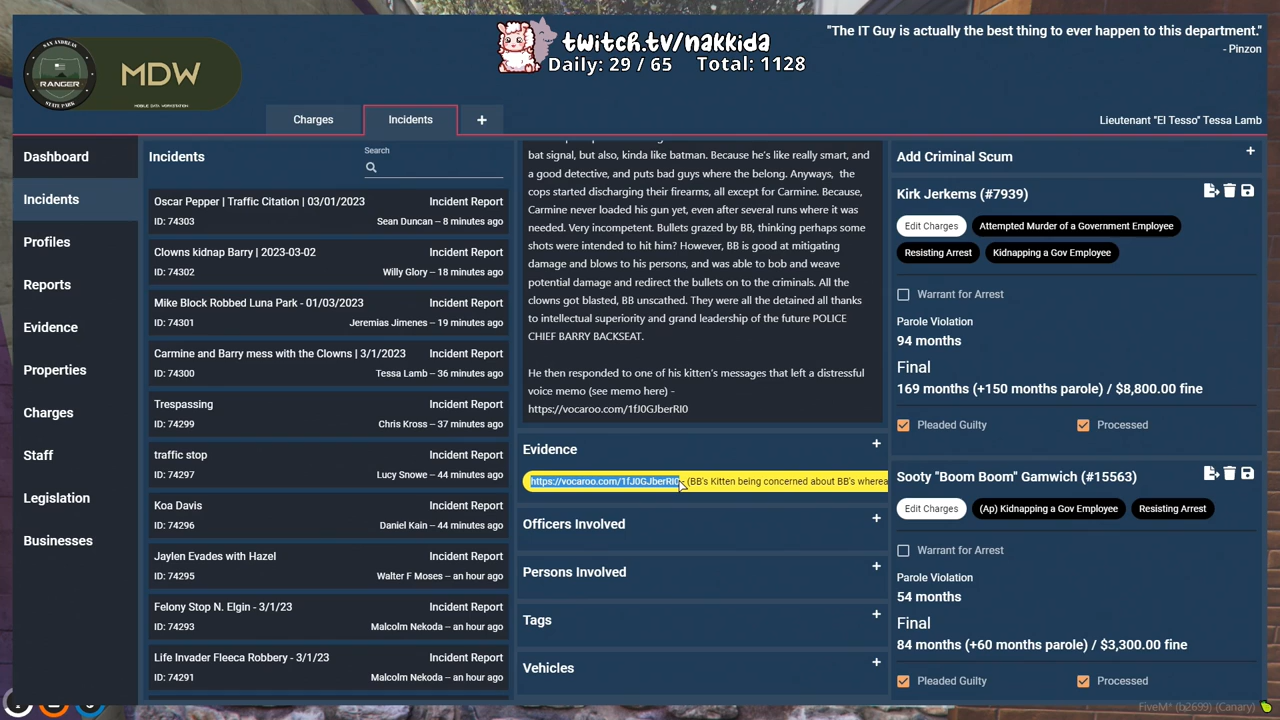 twitch.tv/nakkida
Daily: 29 / 65 Total: 1128
"The IT Guy is actually the best thing to ever happen to this department."
- Pinzon
SAN ANDREAS
RANGER
STATE PARK
MDW
MOBILE DATA WORKSTATION
Charges
Incidents
+
Lieutenant "El Tesso" Tessa Lamb
Dashboard
Incidents
Profiles
Reports
Evidence
Properties
Charges
Staff
Legislation
Businesses
Incidents
Search
Oscar Pepper | Traffic Citation | 03/01/2023 Incident Report
ID: 74303 Sean Duncan – 8 minutes ago
Clowns kidnap Barry | 2023-03-02 Incident Report
ID: 74302 Willy Glory – 18 minutes ago
Mike Block Robbed Luna Park - 01/03/2023 Incident Report
ID: 74301 Jeremias Jimenes – 19 minutes ago
Carmine and Barry mess with the Clowns | 3/1/2023 Incident Report
ID: 74300 Tessa Lamb – 36 minutes ago
Trespassing Incident Report
ID: 74299 Chris Kross – 37 minutes ago
traffic stop Incident Report
ID: 74297 Lucy Snowe – 44 minutes ago
Koa Davis Incident Report
ID: 74296 Daniel Kain – 44 minutes ago
Jaylen Evades with Hazel Incident Report
ID: 74295 Walter F Moses – an hour ago
Felony Stop N. Elgin - 3/1/23 Incident Report
ID: 74293 Malcolm Nekoda – an hour ago
Life Invader Fleeca Robbery - 3/1/23 Incident Report
ID: 74291 Malcolm Nekoda – an hour ago
bat signal, but also, kinda like batman. Because he's like really smart, and
a good detective, and puts bad guys where the belong. Anyways, the
cops started discharging their firearms, all except for Carmine. Because,
Carmine never loaded his gun yet, even after several runs where it was
needed. Very incompetent. Bullets grazed by BB, thinking perhaps some
shots were intended to hit him? However, BB is good at mitigating
damage and blows to his persons, and was able to bob and weave
potential damage and redirect the bullets on to the criminals. All the
clowns got blasted, BB unscathed. They were all the detained all thanks
to intellectual superiority and grand leadership of the future POLICE
CHIEF BARRY BACKSEAT.
He then responded to one of his kitten's messages that left a distressful
voice memo (see memo here) -
https://vocaroo.com/1fJ0GJberRI0
Evidence +
https://vocaroo.com/1fJ0GJberRI0 - (BB's Kitten being concerned about BB's wherea
Officers Involved +
Persons Involved +
Tags +
Vehicles +
Add Criminal Scum +
Kirk Jerkems (#7939)
Edit Charges Attempted Murder of a Government Employee
Resisting Arrest Kidnapping a Gov Employee
Warrant for Arrest
Parole Violation
94 months
Final
169 months (+150 months parole) / $8,800.00 fine
Pleaded Guilty Processed
Sooty "Boom Boom" Gamwich (#15563)
Edit Charges (Ap) Kidnapping a Gov Employee Resisting Arrest
Warrant for Arrest
Parole Violation
54 months
Final
84 months (+60 months parole) / $3,300.00 fine
Pleaded Guilty Processed
FiveM* (b2699) (Canary)